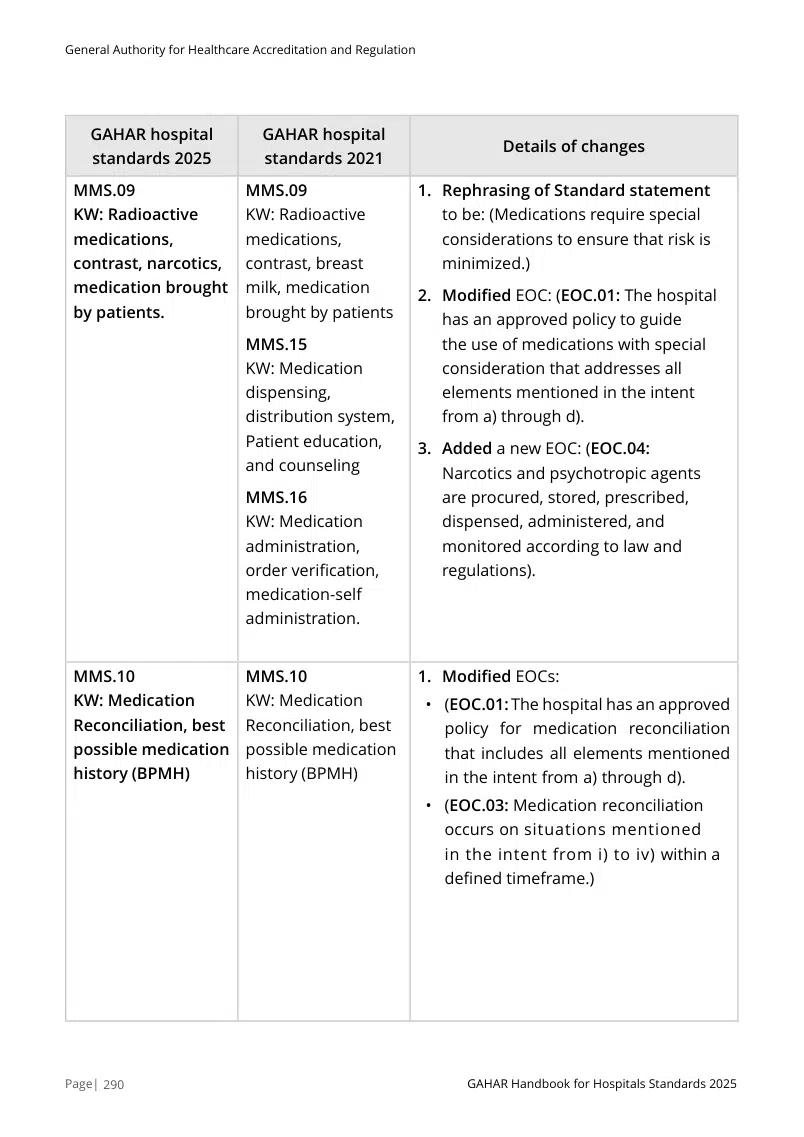 General Authority for Healthcare Accreditation and Regulation
GAHAR hospital
standards 2025
GAHAR hospital
standards 2021
Details of changes
MMS.09
KW: Radioactive
medications,
contrast, narcotics,
medication brought
by patients.
MMS.09
KW: Radioactive
medications,
contrast, breast
milk, medication
brought by patients
MMS.15
KW: Medication
dispensing,
distribution system,
Patient education,
and counseling
MMS.16
KW: Medication
administration,
order verification,
medication-self
administration.
1. Rephrasing of Standard statement
to be: (Medications require special
considerations to ensure that risk is
minimized.)
2. Modified EOC: (EOC.01: The hospital
has an approved policy to guide
the use of medications with special
consideration that addresses all
elements mentioned in the intent
from a) through d).
3. Added a new EOC: (EOC.04:
Narcotics and psychotropic agents
are procured, stored, prescribed,
dispensed, administered, and
monitored according to law and
regulations).
MMS.10
KW: Medication
Reconciliation, best
possible medication
history (BPMH)
MMS.10
KW: Medication
Reconciliation, best
possible medication
history (BPMH)
1. Modified EOCs:
• (EOC.01: The hospital has an approved
policy for medication reconciliation
that includes all elements mentioned
in the intent from a) through d).
• (EOC.03: Medication reconciliation
occurs on situations mentioned
in the intent from i) to iv) within a
defined timeframe.)
Page| 290
GAHAR Handbook for Hospitals Standards 2025